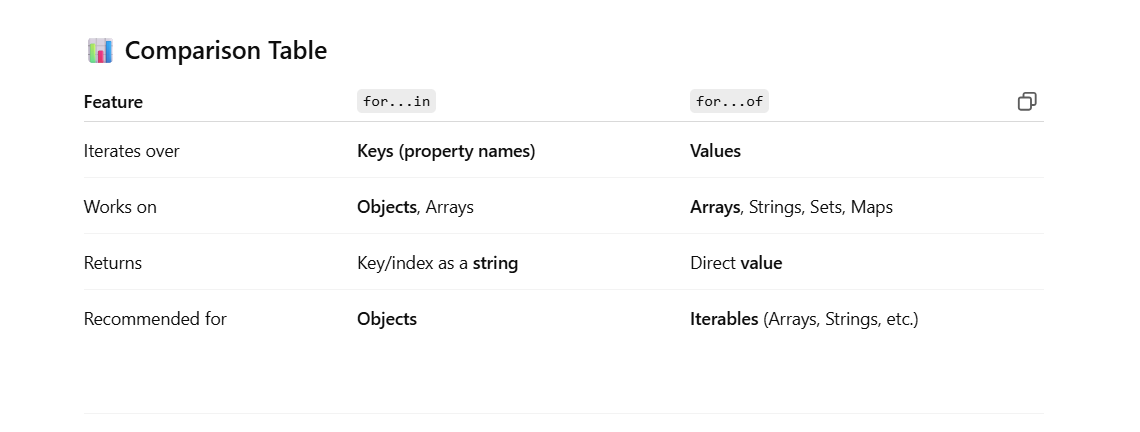 📊 Comparison Table
Feature for...in for...of
Iterates over Keys (property names) Values
Works on Objects, Arrays Arrays, Strings, Sets, Maps
Returns Key/index as a string Direct value
Recommended for Objects Iterables (Arrays, Strings, etc.)